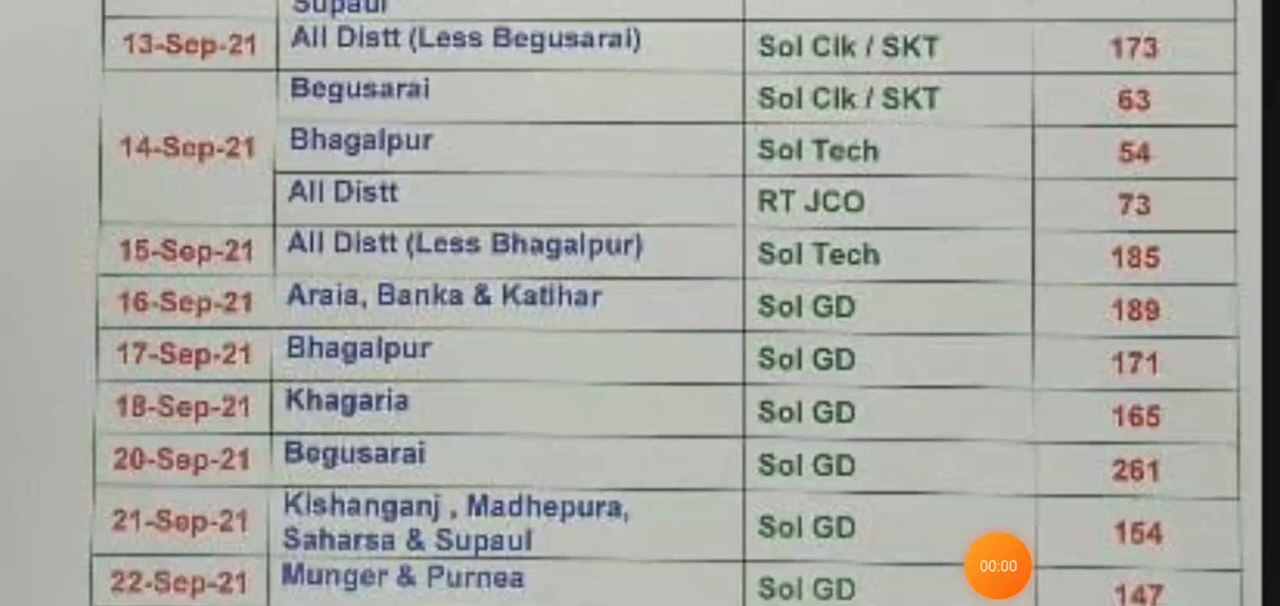 Supaul
13-Sep-21 All Distt (Less Begusarai) Sol Clk / SKT 173
Begusarai Sol Clk / SKT 63
14-Sep-21 Bhagalpur Sol Tech 54
All Distt RT JCO 73
15-Sep-21 All Distt (Less Bhagalpur) Sol Tech 185
16-Sep-21 Araia, Banka & Katihar Sol GD 189
17-Sep-21 Bhagalpur Sol GD 171
18-Sep-21 Khagaria Sol GD 165
20-Sep-21 Begusarai Sol GD 261
21-Sep-21 Kishanganj , Madhepura,
Saharsa & Supaul Sol GD 154
22-Sep-21 Munger & Purnea Sol GD 147
00:00